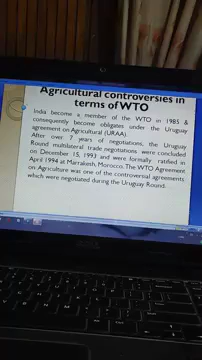 Agricultural controversies in
terms of WTO
India become a member of the WTO in 1985 &
consequently become obligates under the Uruguay
agreement on Agricultural (URAA).
After over 7 years of negotiations, the Uruguay
Round multilateral trade negotiations were concluded
on December 15, 1993 and were formally ratified in
April 1994 at Marrakesh, Morocco. The WTO Agreement
on Agriculture was one of the controversial agreements
which were negotiated during the Uruguay Round.
DELL